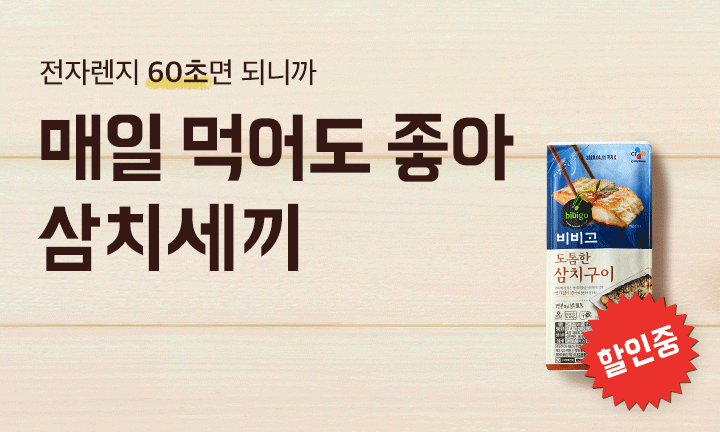 전자렌지 60초면 되니까
매일 먹어도 좋아
삼치세끼
CJ
bibigo
비비고
도톰한
삼치구이
할인중